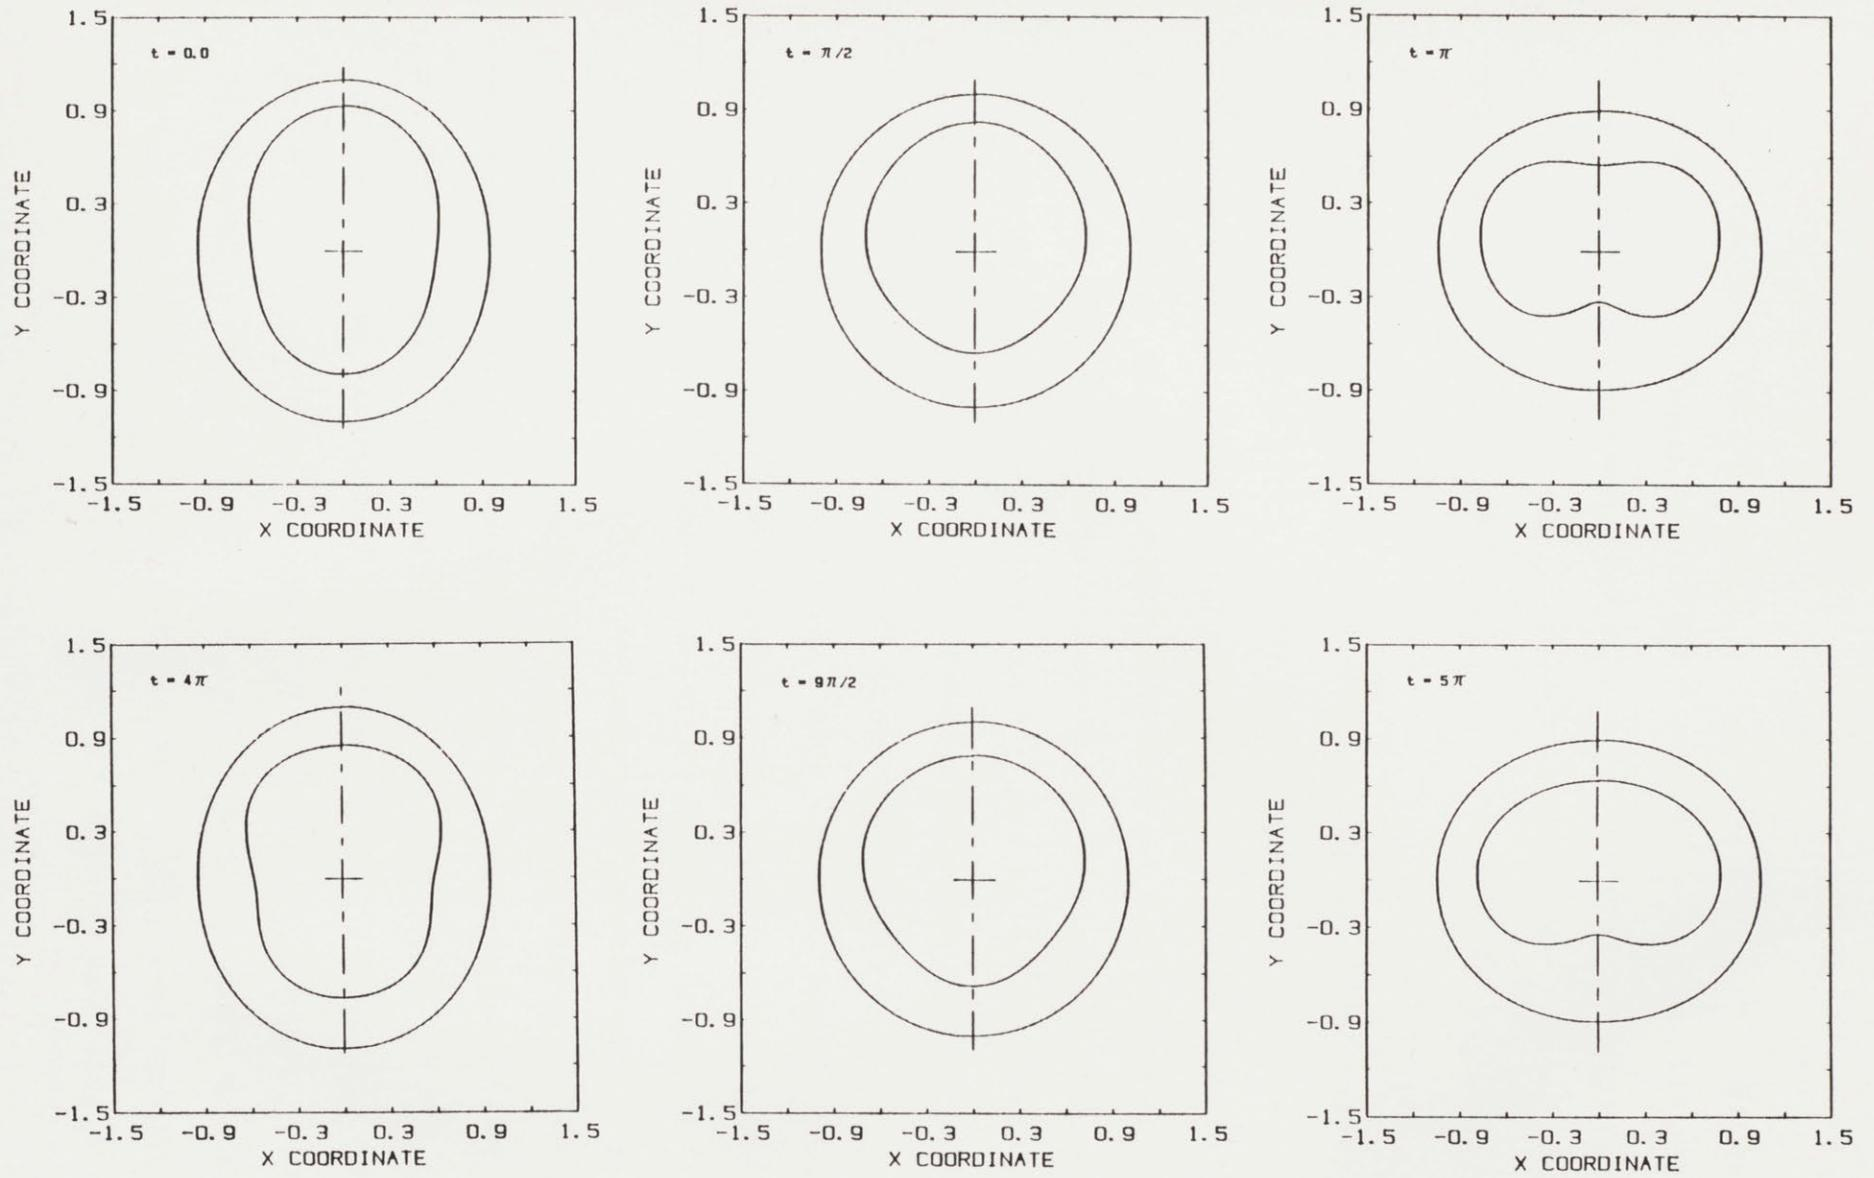 t = 0.0
Y COORDINATE
1.5
0.9
0.3
-0.3
-0.9
-1.5
-1.5 -0.9 -0.3 0.3 0.9 1.5
X COORDINATE
t = π/2
Y COORDINATE
1.5
0.9
0.3
-0.3
-0.9
-1.5
-1.5 -0.9 -0.3 0.3 0.9 1.5
X COORDINATE
t = π
Y COORDINATE
1.5
0.9
0.3
-0.3
-0.9
-1.5
-1.5 -0.9 -0.3 0.3 0.9 1.5
X COORDINATE
t = 4π
Y COORDINATE
1.5
0.9
0.3
-0.3
-0.9
-1.5
-1.5 -0.9 -0.3 0.3 0.9 1.5
X COORDINATE
t = 9π/2
Y COORDINATE
1.5
0.9
0.3
-0.3
-0.9
-1.5
-1.5 -0.9 -0.3 0.3 0.9 1.5
X COORDINATE
t = 5π
Y COORDINATE
1.5
0.9
0.3
-0.3
-0.9
-1.5
-1.5 -0.9 -0.3 0.3 0.9 1.5
X COORDINATE